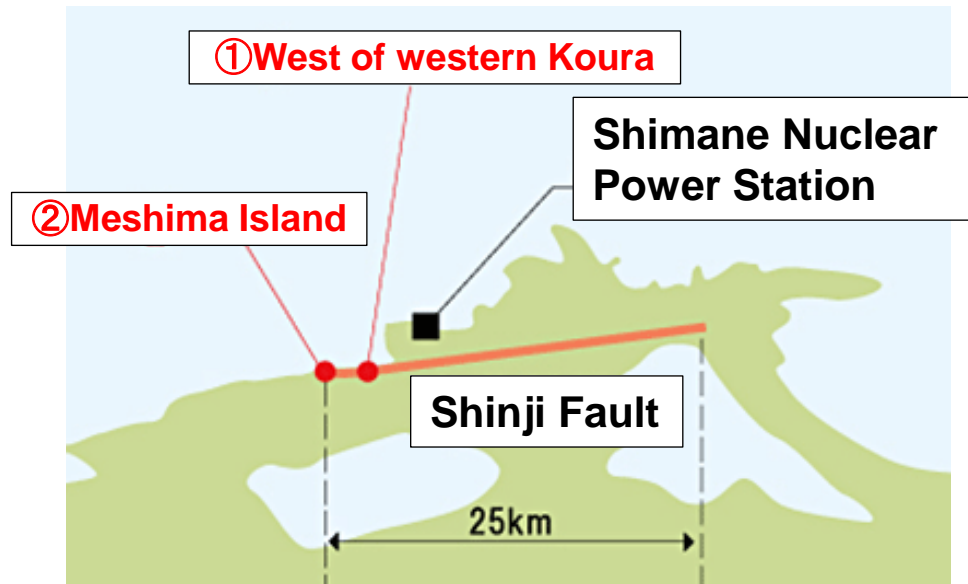 ①West of western Koura
Shimane Nuclear
Power Station
②Meshima Island
Shinji Fault
25km